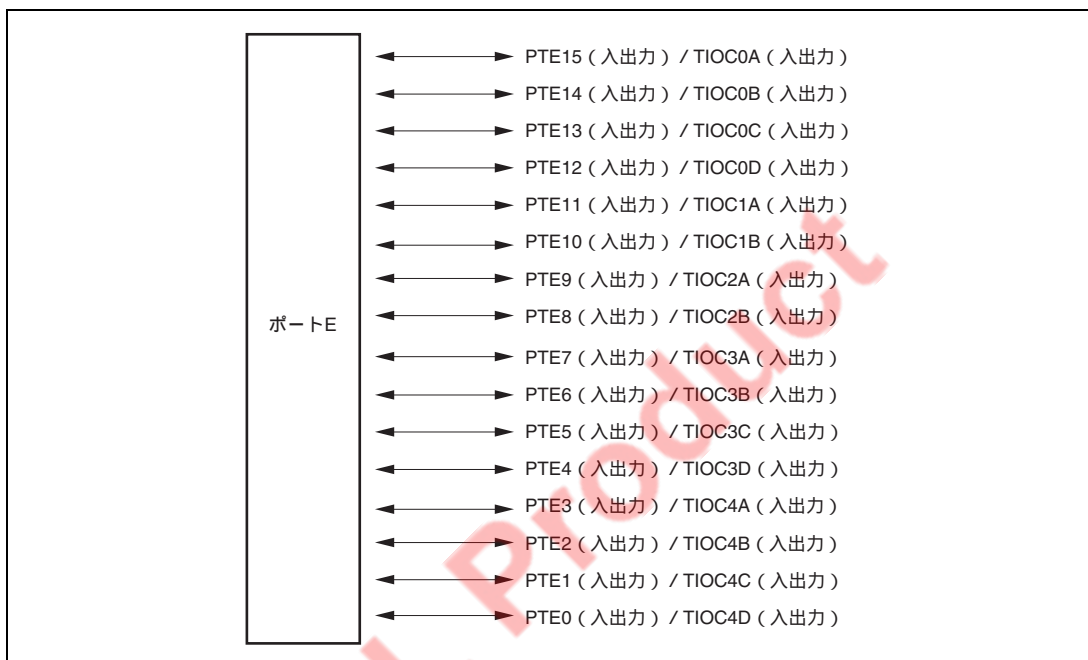 PTE15（入出力）/ TIOC0A（入出力）
PTE14（入出力）/ TIOC0B（入出力）
PTE13（入出力）/ TIOC0C（入出力）
PTE12（入出力）/ TIOC0D（入出力）
PTE11（入出力）/ TIOC1A（入出力）
PTE10（入出力）/ TIOC1B（入出力）
PTE9（入出力）/ TIOC2A（入出力）
PTE8（入出力）/ TIOC2B（入出力）
ポートE
PTE7（入出力）/ TIOC3A（入出力）
PTE6（入出力）/ TIOC3B（入出力）
PTE5（入出力）/ TIOC3C（入出力）
PTE4（入出力）/ TIOC3D（入出力）
PTE3（入出力）/ TIOC4A（入出力）
PTE2（入出力）/ TIOC4B（入出力）
PTE1（入出力）/ TIOC4C（入出力）
PTE0（入出力）/ TIOC4D（入出力）
Product